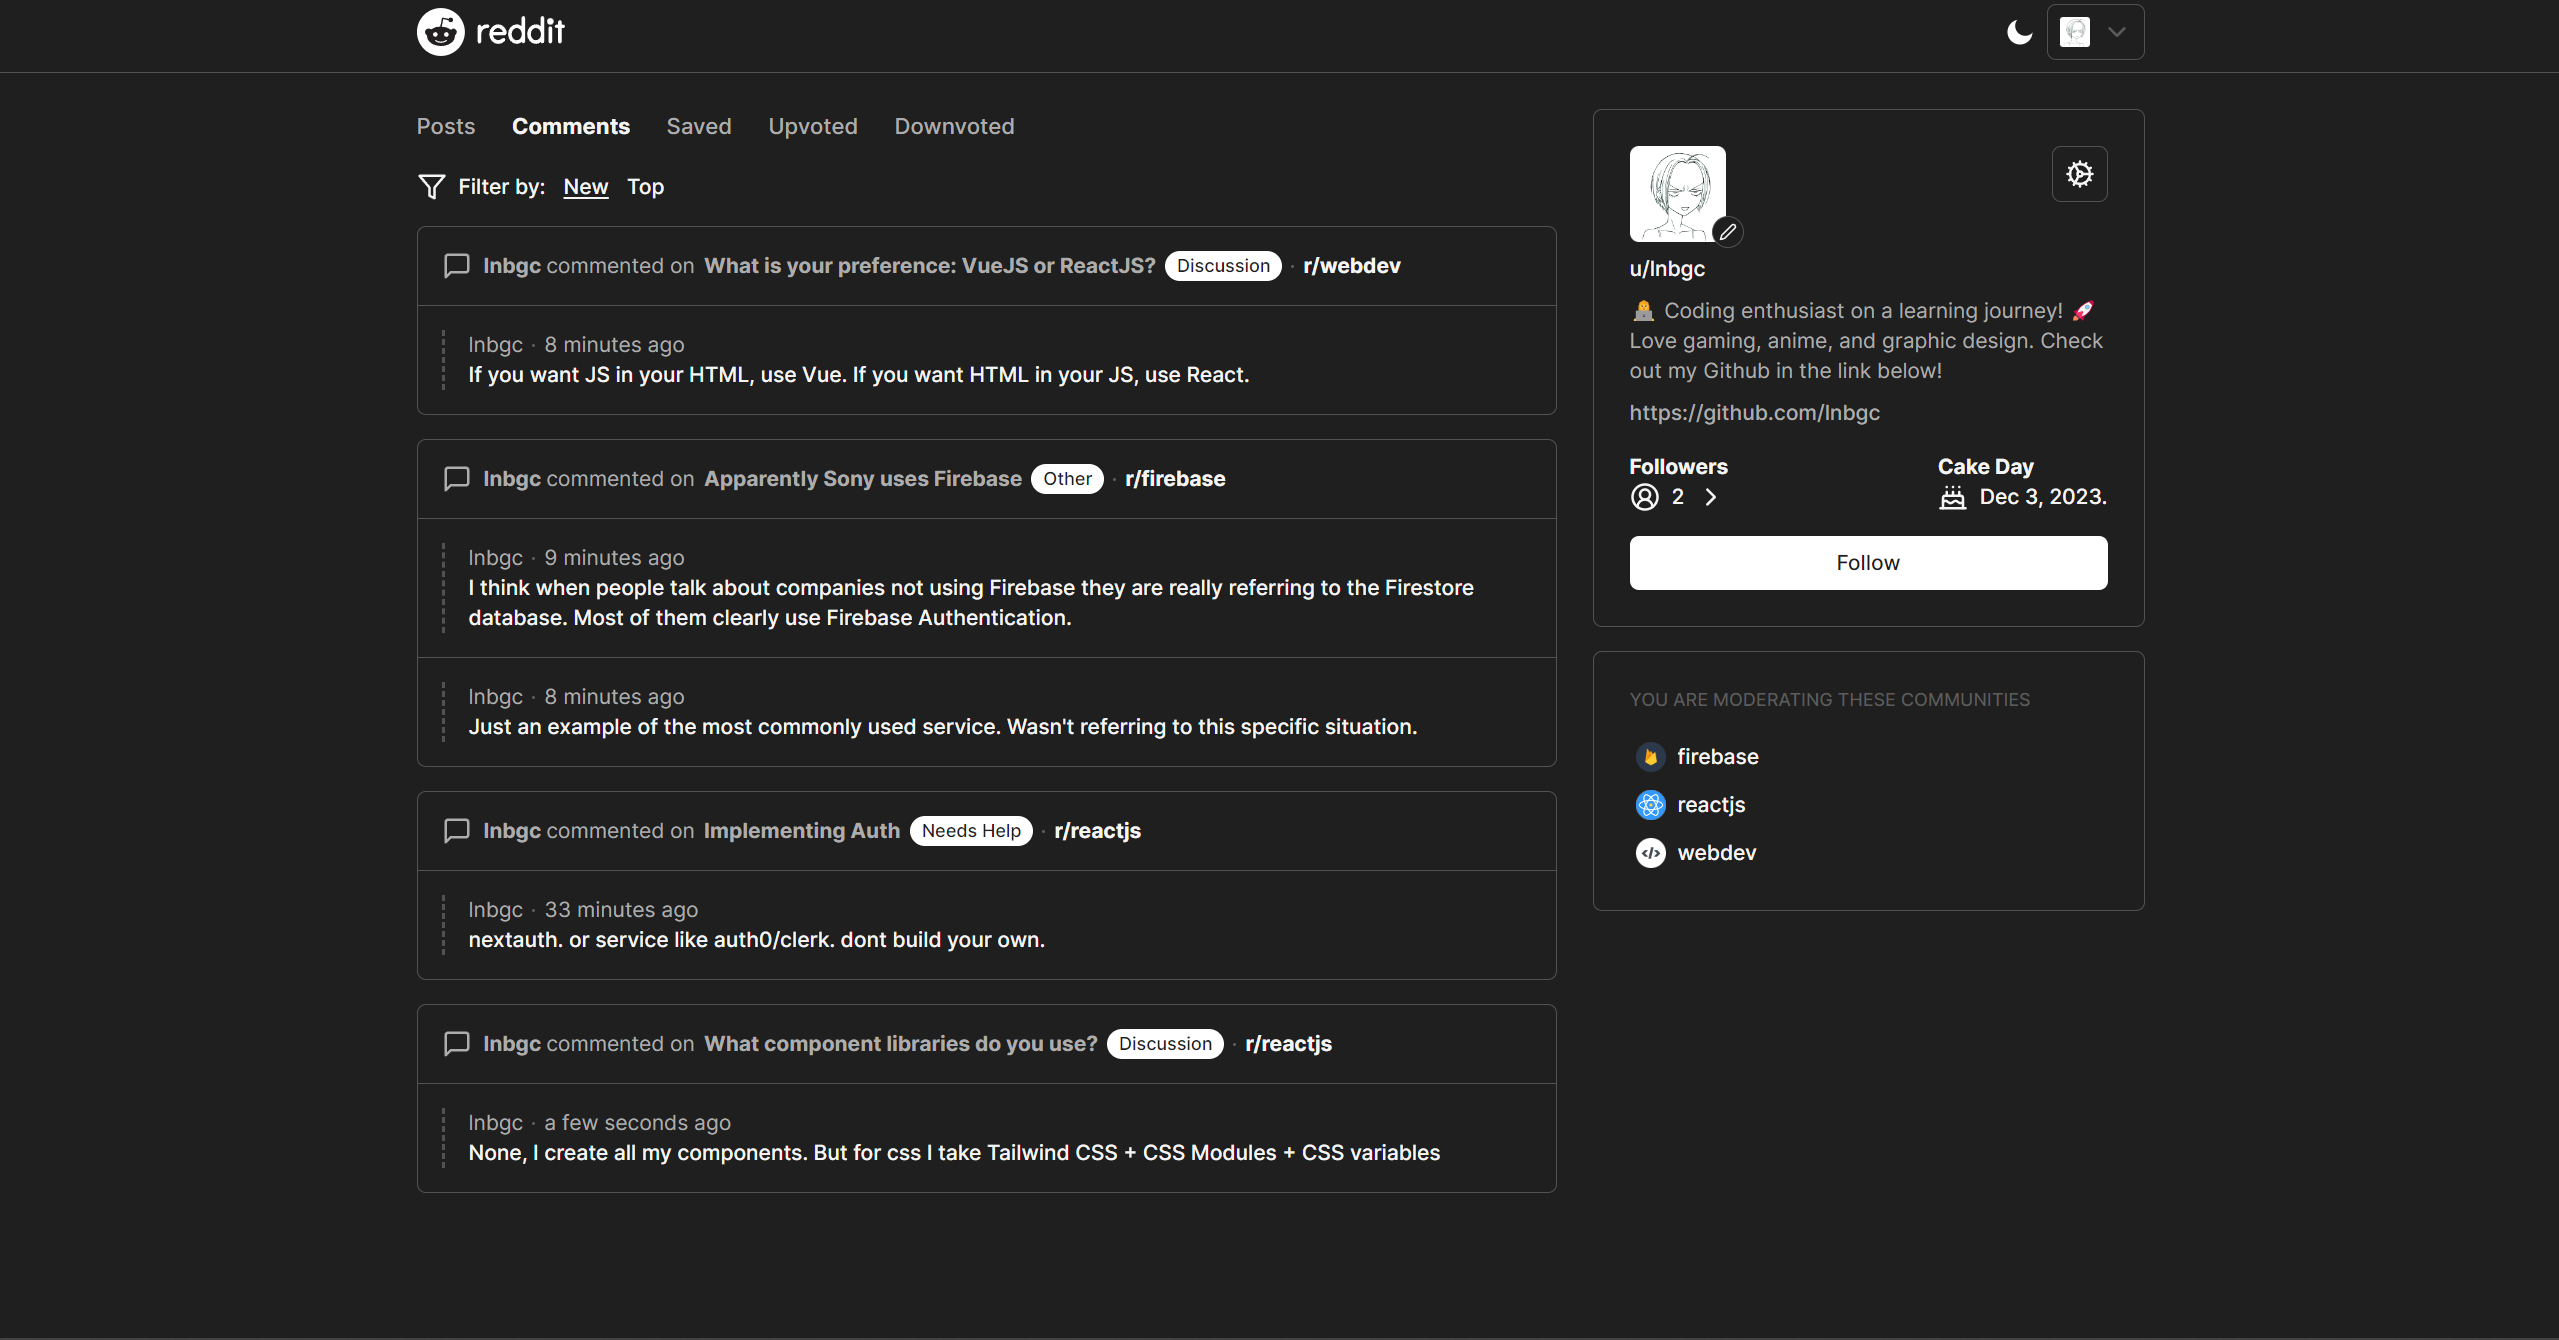 reddit
Posts Comments Saved Upvoted Downvoted
Filter by: New Top
lnbgc commented on What is your preference: VueJS or ReactJS? Discussion · r/webdev
lnbgc · 8 minutes ago
If you want JS in your HTML, use Vue. If you want HTML in your JS, use React.
lnbgc commented on Apparently Sony uses Firebase Other · r/firebase
lnbgc · 9 minutes ago
I think when people talk about companies not using Firebase they are really referring to the Firestore
database. Most of them clearly use Firebase Authentication.
lnbgc · 8 minutes ago
Just an example of the most commonly used service. Wasn't referring to this specific situation.
lnbgc commented on Implementing Auth Needs Help · r/reactjs
lnbgc · 33 minutes ago
nextauth. or service like auth0/clerk. dont build your own.
lnbgc commented on What component libraries do you use? Discussion · r/reactjs
lnbgc · a few seconds ago
None, I create all my components. But for css I take Tailwind CSS + CSS Modules + CSS variables
u/lnbgc
Coding enthusiast on a learning journey! 🚀
Love gaming, anime, and graphic design. Check
out my Github in the link below!
https://github.com/lnbgc
Followers Cake Day
2 Dec 3, 2023.
Follow
YOU ARE MODERATING THESE COMMUNITIES
firebase
reactjs
webdev